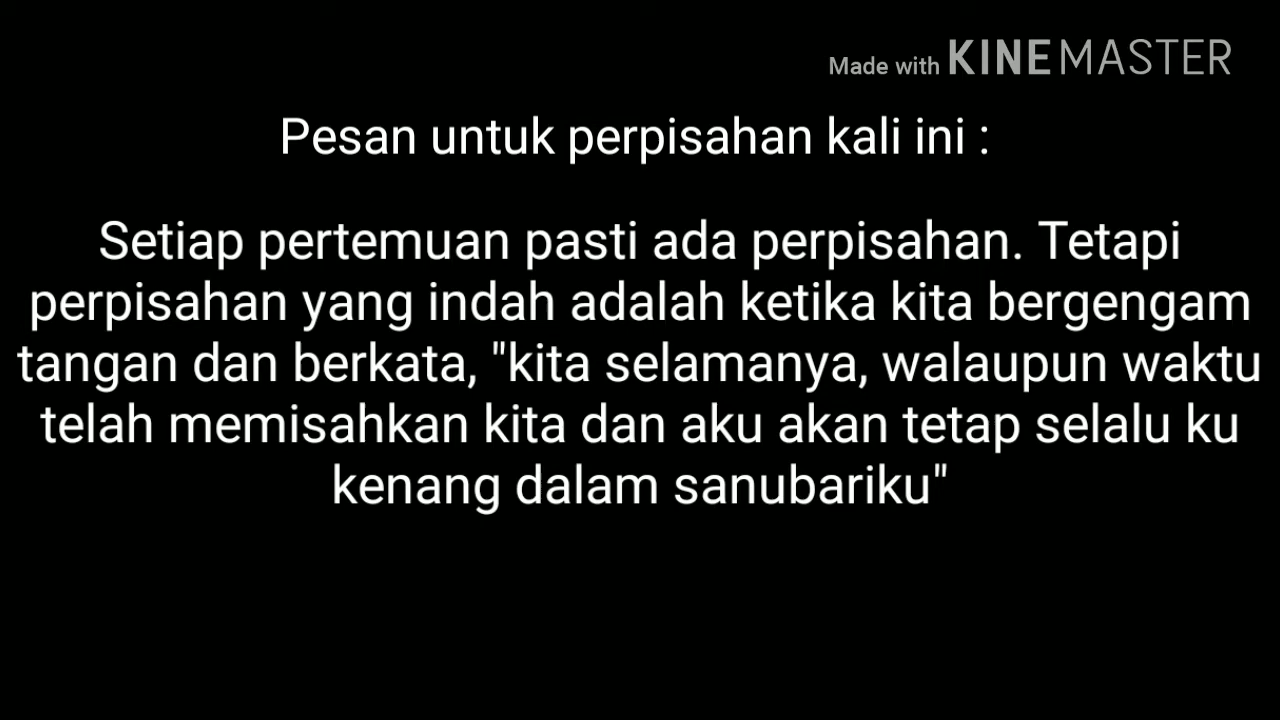 Made with KINEMASTER
Pesan untuk perpisahan kali ini :
Setiap pertemuan pasti ada perpisahan. Tetapi
perpisahan yang indah adalah ketika kita bergengam
tangan dan berkata, "kita selamanya, walaupun waktu
telah memisahkan kita dan aku akan tetap selalu ku
kenang dalam sanubariku"